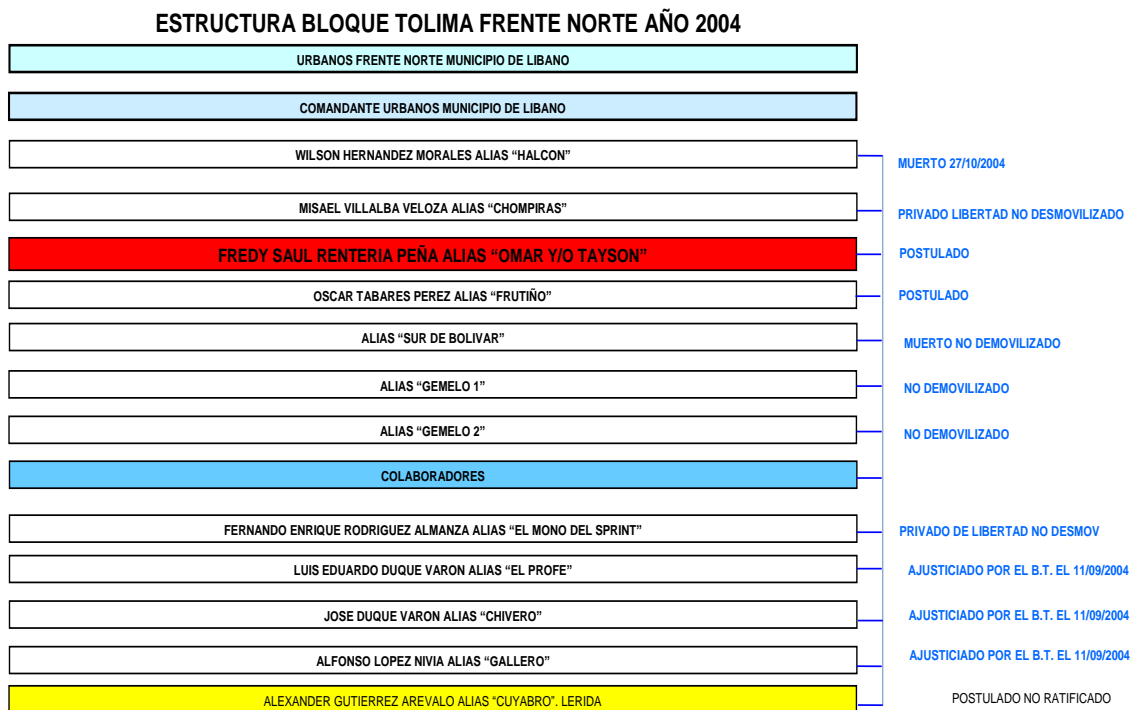 ESTRUCTURA BLOQUE TOLIMA FRENTE NORTE AÑO 2004
URBANOS FRENTE NORTE MUNICIPIO DE LIBANO
COMANDANTE URBANOS MUNICIPIO DE LIBANO
WILSON HERNANDEZ MORALES ALIAS “HALCON”
MUERTO 27/10/2004
MISAEL VILLALBA VELOZA ALIAS “CHOMPIRAS”
PRIVADO LIBERTAD NO DESMOVILIZADO
FREDY SAUL RENTERIA PEÑA ALIAS “OMAR Y/O TAYSON”
POSTULADO
OSCAR TABARES PEREZ ALIAS “FRUTIÑO”
POSTULADO
ALIAS “SUR DE BOLIVAR”
MUERTO NO DEMOVILIZADO
ALIAS “GEMELO 1”
NO DEMOVILIZADO
ALIAS “GEMELO 2”
NO DEMOVILIZADO
COLABORADORES
FERNANDO ENRIQUE RODRIGUEZ ALMANZA ALIAS “EL MONO DEL SPRINT”
PRIVADO DE LIBERTAD NO DESMOV
LUIS EDUARDO DUQUE VARON ALIAS “EL PROFE”
AJUSTICIADO POR EL B.T. EL 11/09/2004
JOSE DUQUE VARON ALIAS “CHIVERO”
AJUSTICIADO POR EL B.T. EL 11/09/2004
ALFONSO LOPEZ NIVIA ALIAS “GALLERO”
AJUSTICIADO POR EL B.T. EL 11/09/2004
ALEXANDER GUTIERREZ AREVALO ALIAS “CUYABRO”. LERIDA
POSTULADO NO RATIFICADO